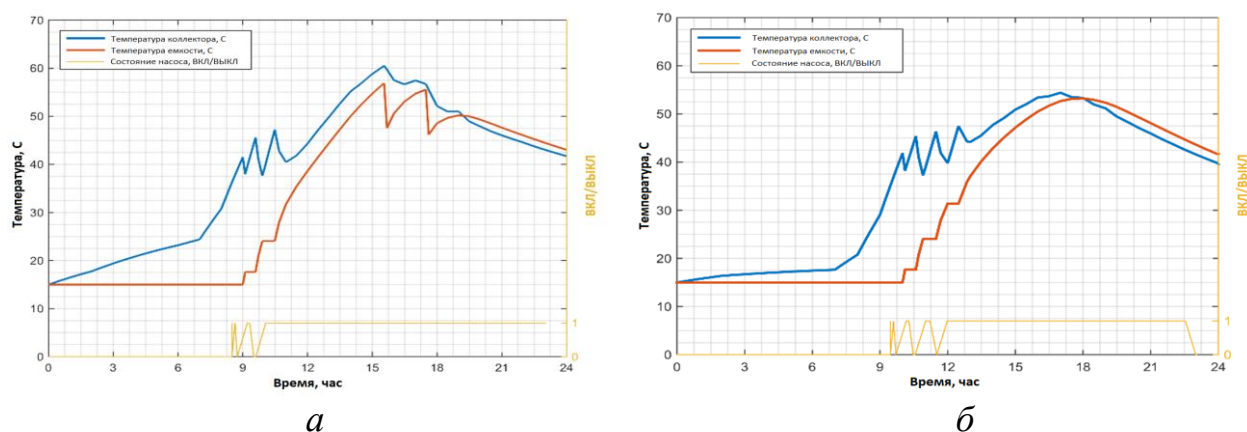 70
60
50
40
30
20
10
0
Температура, С
Температура коллектора, С
Температура емкости, С
Состояние насоса, ВКЛ/ВЫКЛ
1
0
ВКЛ/ВЫКЛ
0 3 6 9 12 15 18 21 24
Время, час
а
70
60
50
40
30
20
10
0
Температура, С
Температура коллектора, С
Температура емкости, С
Состояние насоса, ВКЛ/ВЫКЛ
1
0
ВКЛ/ВЫКЛ
0 3 6 9 12 15 18 21 24
Время, час
б